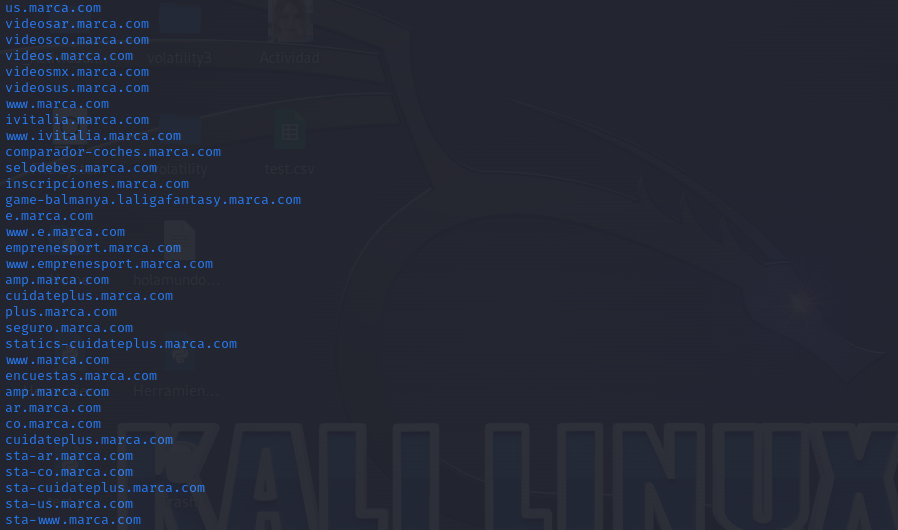 us.marca.com
videosar.marca.com
videosco.marca.com
videos.marca.com
volatility3
Actividad
videosmx.marca.com
videosus.marca.com
www.marca.com
ivitalia.marca.com
www.ivitalia.marca.com
comparador-coches.marca.com
selodebes.marca.com
volatility
test.csv
inscripciones.marca.com
game-balmanya.laligafantasy.marca.com
e.marca.com
www.e.marca.com
emprenesport.marca.com
www.emprenesport.marca.com
amp.marca.com
holamundo...
cuidateplus.marca.com
plus.marca.com
seguro.marca.com
statics-cuidateplus.marca.com
www.marca.com
encuestas.marca.com
amp.marca.com
Herramien...
ar.marca.com
co.marca.com
cuidateplus.marca.com
sta-ar.marca.com
sta-co.marca.com
sta-cuidateplus.marca.com
sta-us.marca.com
sta-www.marca.com
KALI LINUX